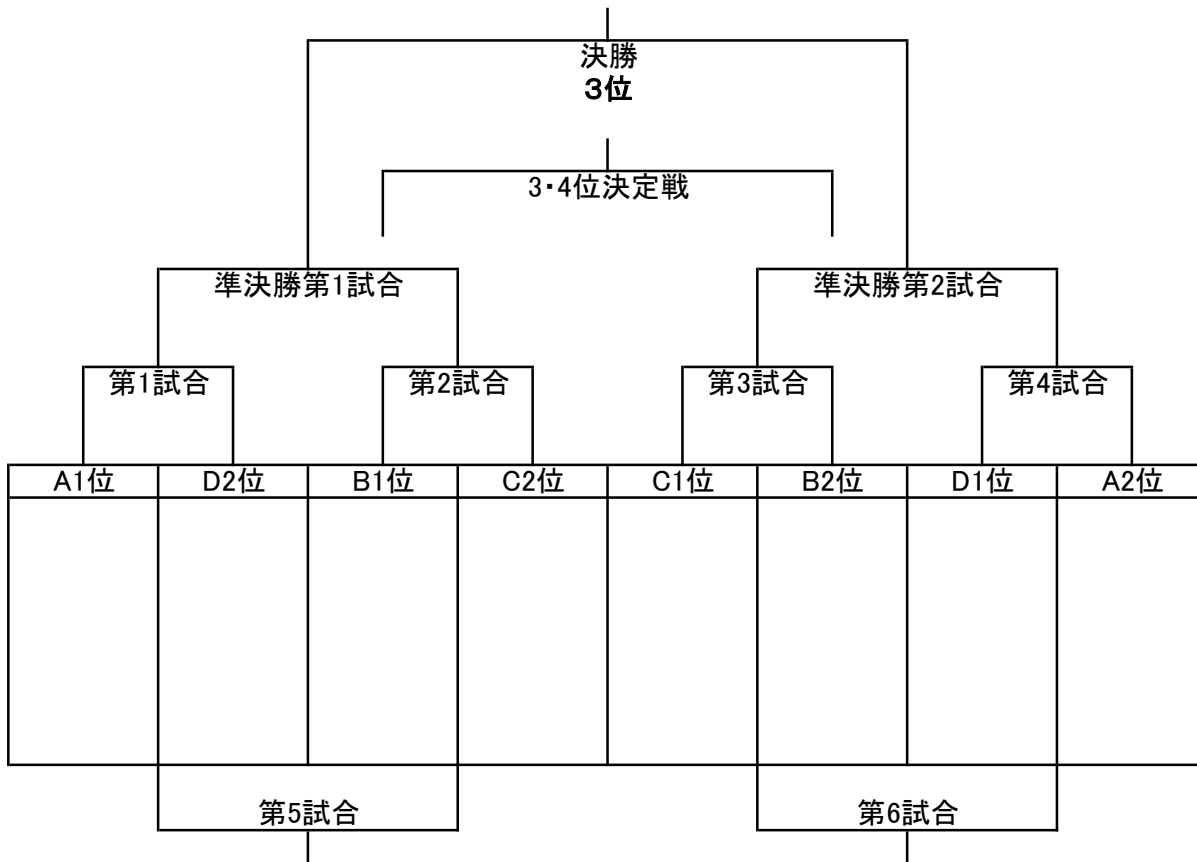 決勝
3位
3・4位決定戦
準決勝第1試合 準決勝第2試合
第1試合 第2試合 第3試合 第4試合
A1位 D2位 B1位 C2位 C1位 B2位 D1位 A2位
第5試合 第6試合